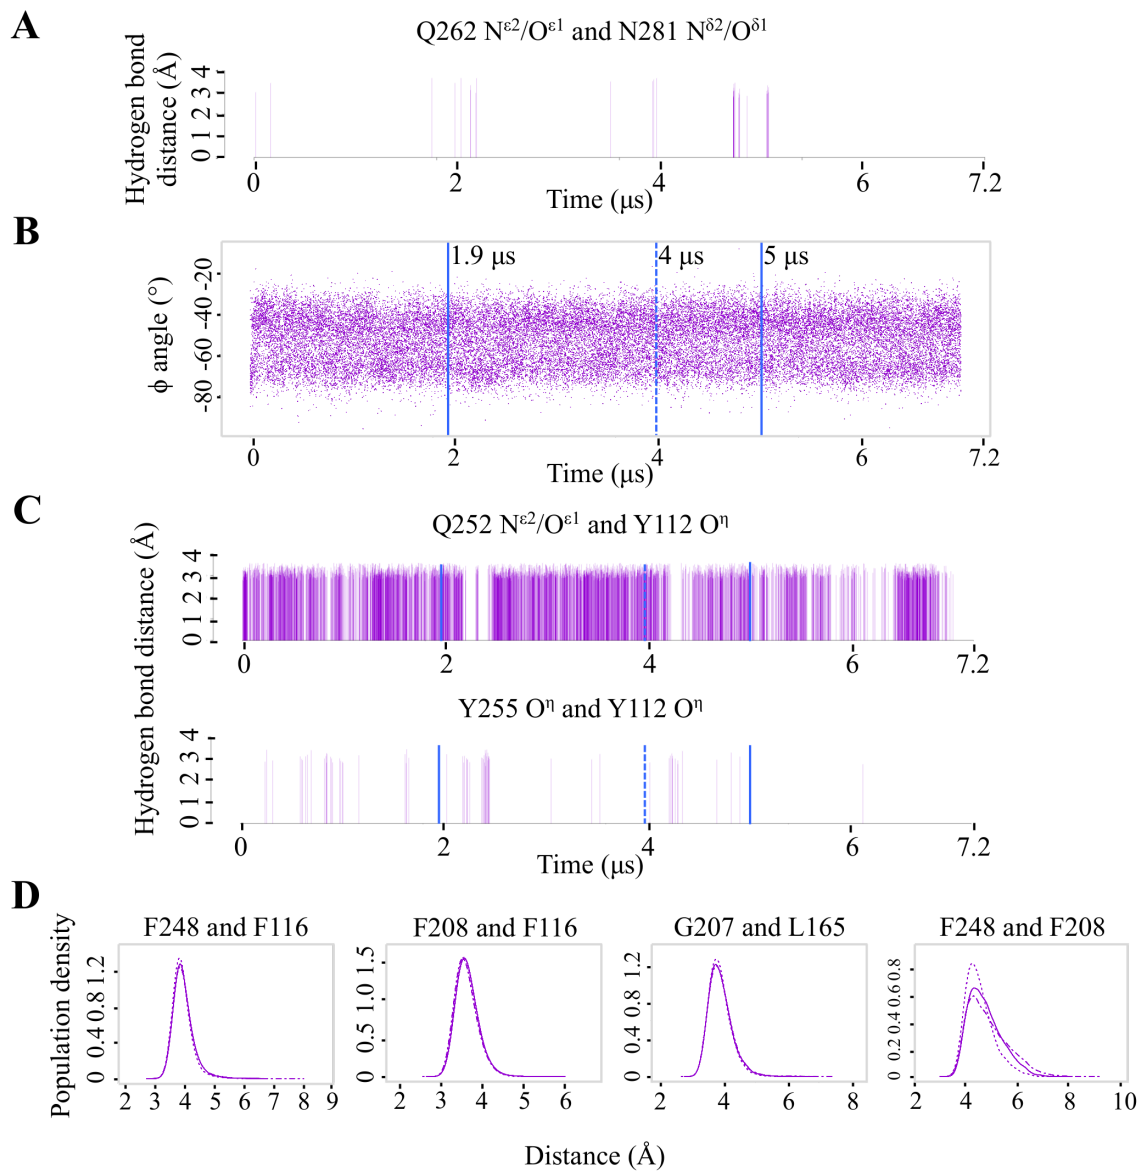 A
Q262 Nε2/Oε1 and N281 Nδ2/Oδ1
Hydrogen bond
distance (Å)
0 1 2 3 4
0 2 4 6 7.2
Time (μs)
B
1.9 μs 4 μs 5 μs
ϕ angle (°)
-80 -60 -40 -20
0 2 4 6 7.2
Time (μs)
C
Q252 Nε2/Oε1 and Y112 Oη
Hydrogen bond distance (Å)
0 1 2 3 4
0 2 4 6 7.2
Y255 Oη and Y112 Oη
0 1 2 3 4
0 2 4 6 7.2
Time (μs)
D
F248 and F116 F208 and F116 G207 and L165 F248 and F208
Population density
0 0.4 0.8 1.2
0 0.5 1.0 1.5
0 0.4 0.8 1.2
0 0.2 0.4 0.6 0.8
2 3 4 5 6 7 8 9
2 3 4 5 6
2 4 6 8
2 4 6 8 10
Distance (Å)